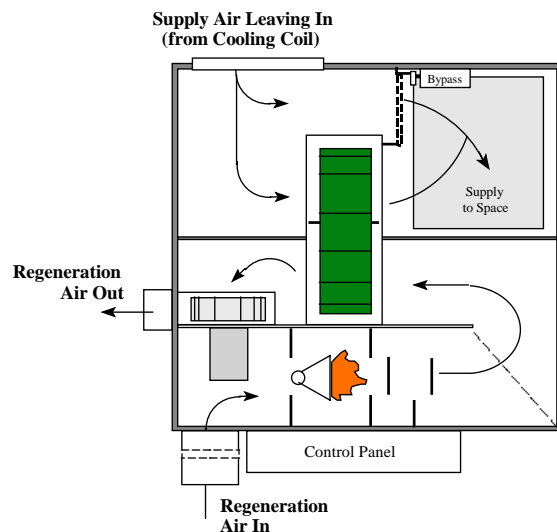 Supply Air Leaving In
(from Cooling Coil)
Bypass
Supply
to Space
Regeneration
Air Out
Control Panel
Regeneration
Air In